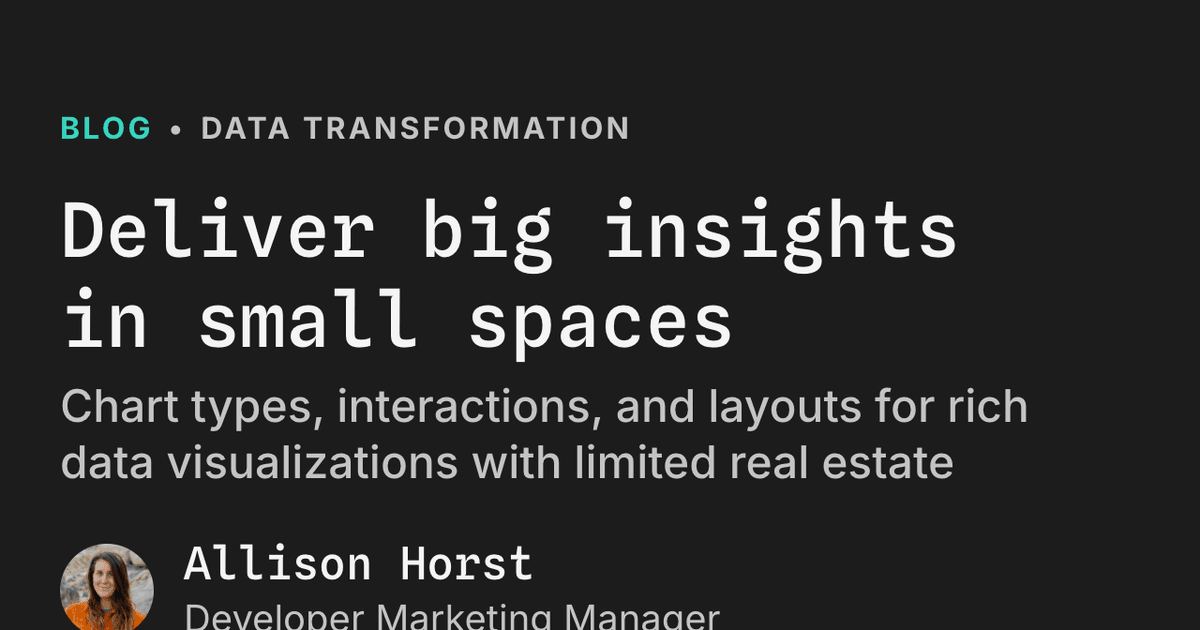 BLOG • DATA TRANSFORMATION
Deliver big insights
in small spaces
Chart types, interactions, and layouts for rich
data visualizations with limited real estate
Allison Horst
Developer Marketing Manager